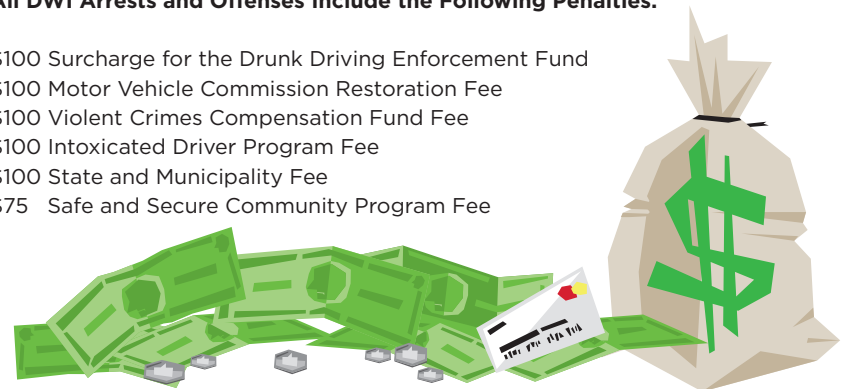 All DWI Arrests and Offenses Include the Following Penalties:
$100 Surcharge for the Drunk Driving Enforcement Fund
$100 Motor Vehicle Commission Restoration Fee
$100 Violent Crimes Compensation Fund Fee
$100 Intoxicated Driver Program Fee
$100 State and Municipality Fee
$75 Safe and Secure Community Program Fee
$